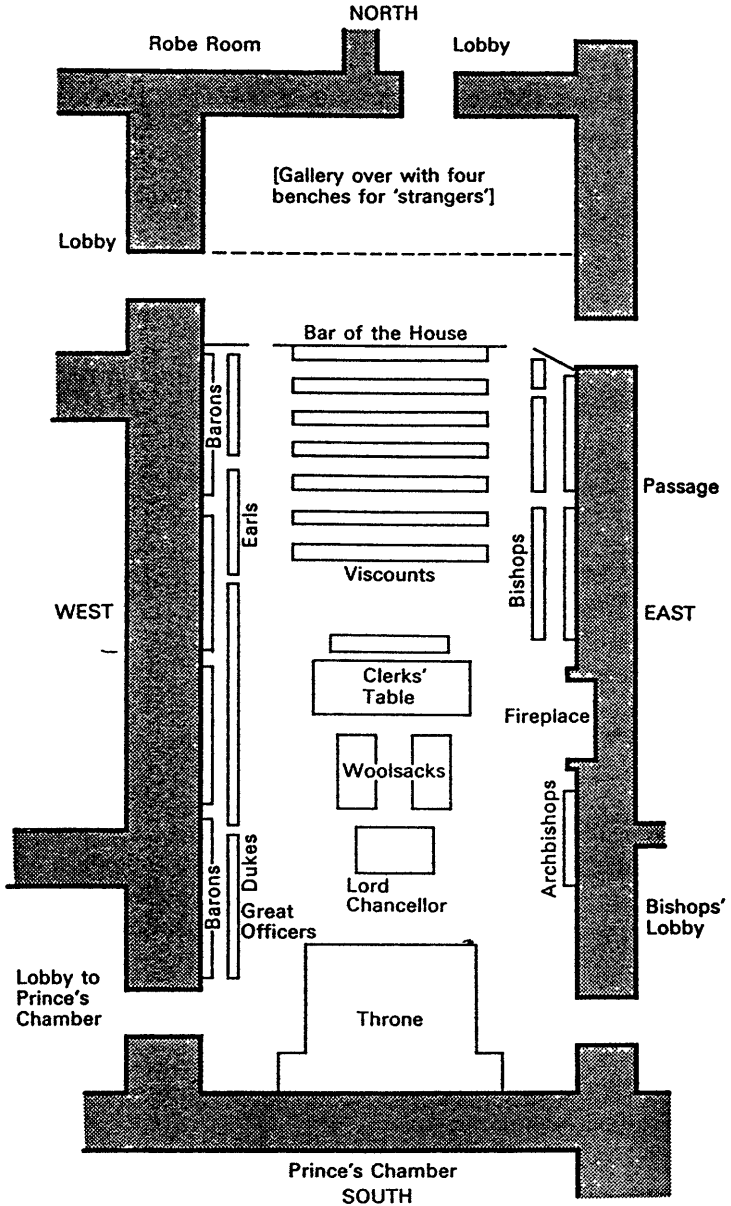 NORTH
Robe Room
Lobby
[Gallery over with four
benches for 'strangers']
Lobby
Bar of the House
Barons
Earls
Bishops
Passage
Viscounts
WEST
EAST
Clerks'
Table
Fireplace
Woolsacks
Archbishops
Barons
Dukes
Great
Officers
Lord
Chancellor
Bishops'
Lobby
Lobby to
Prince's
Chamber
Throne
Prince's Chamber
SOUTH